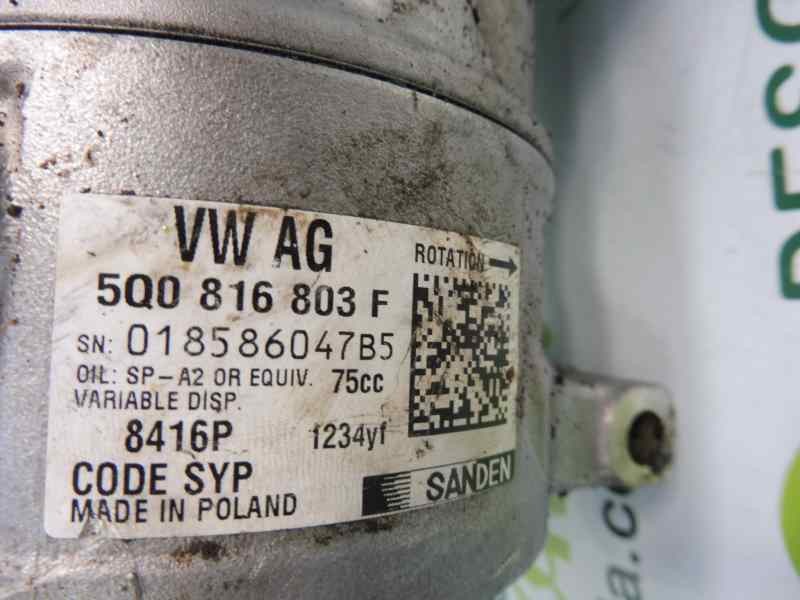 VW AG
ROTATION
5Q0 816 803 F
SN: 018586047B5
OIL: SP-A2 OR EQUIV. 75cc
VARIABLE DISP.
8416P 1234yf
CODE SYP
SANDEN
MADE IN POLAND
DESG
a.c